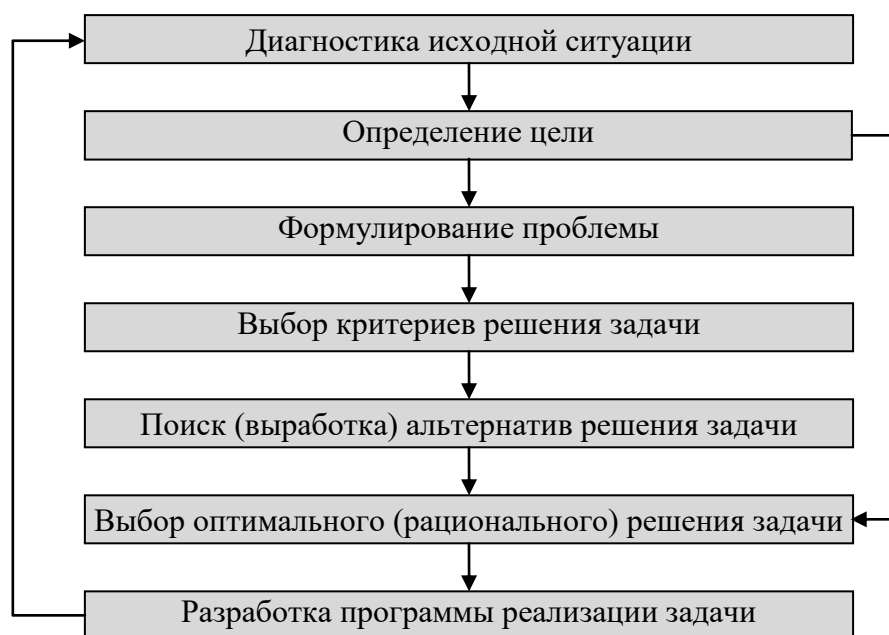 Диагностика исходной ситуации
Определение цели
Формулирование проблемы
Выбор критериев решения задачи
Поиск (выработка) альтернатив решения задачи
Выбор оптимального (рационального) решения задачи
Разработка программы реализации задачи